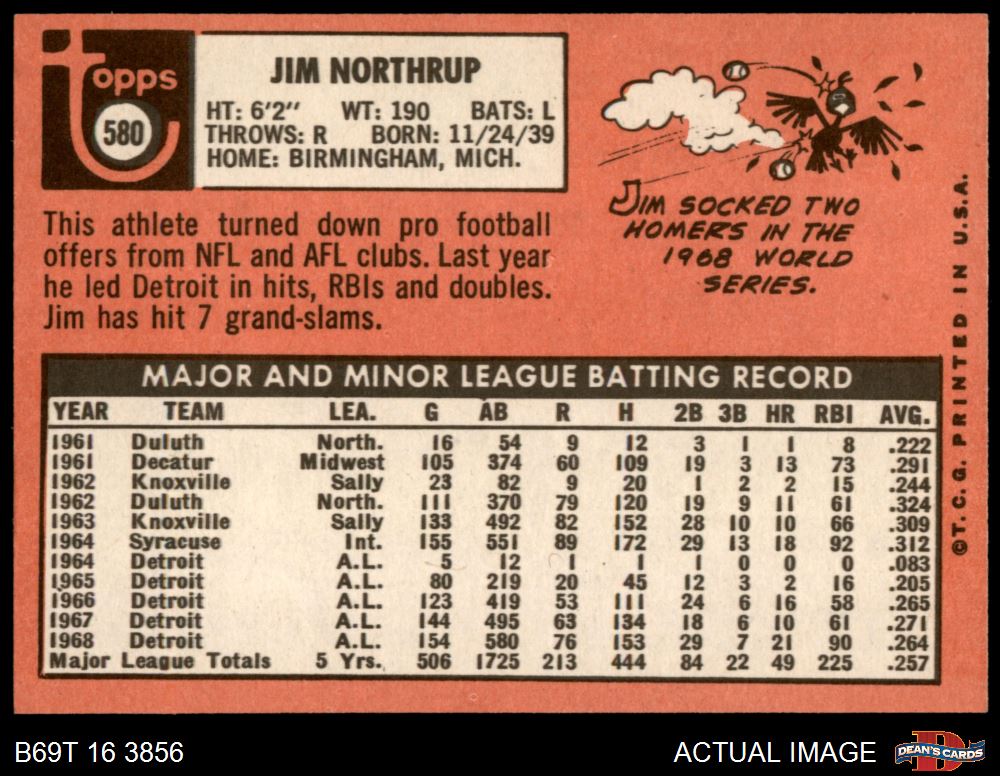 topps
580
JIM NORTHRUP
HT: 6'2" WT: 190 BATS: L
THROWS: R BORN: 11/24/39
HOME: BIRMINGHAM, MICH.
This athlete turned down pro football
offers from NFL and AFL clubs. Last year
he led Detroit in hits, RBIs and doubles.
Jim has hit 7 grand-slams.
JIM SOCKED TWO
HOMERS IN THE
1968 WORLD
SERIES.
MAJOR AND MINOR LEAGUE BATTING RECORD
YEAR TEAM LEA. G AB R H 2B 3B HR RBI AVG.
1961 Duluth North. 16 54 9 12 3 1 1 8 .222
1961 Decatur Midwest 105 374 60 109 19 3 13 73 .291
1962 Knoxville Sally 23 82 9 20 1 2 2 15 .244
1962 Duluth North. 111 370 79 120 19 9 11 61 .324
1963 Knoxville Sally 133 492 82 152 28 10 10 66 .309
1964 Syracuse Int. 155 551 89 172 29 13 18 92 .312
1964 Detroit A.L. 5 12 1 1 1 0 0 0 .083
1965 Detroit A.L. 80 219 20 45 12 3 2 16 .205
1966 Detroit A.L. 123 419 53 111 24 6 16 58 .265
1967 Detroit A.L. 144 495 63 134 18 6 10 61 .271
1968 Detroit A.L. 154 580 76 153 29 7 21 90 .264
Major League Totals 5 Yrs. 506 1725 213 444 84 22 49 225 .257
©T.C.G. PRINTED IN U.S.A.
B69T 16 3856
ACTUAL IMAGE
DEAN'S CARDS